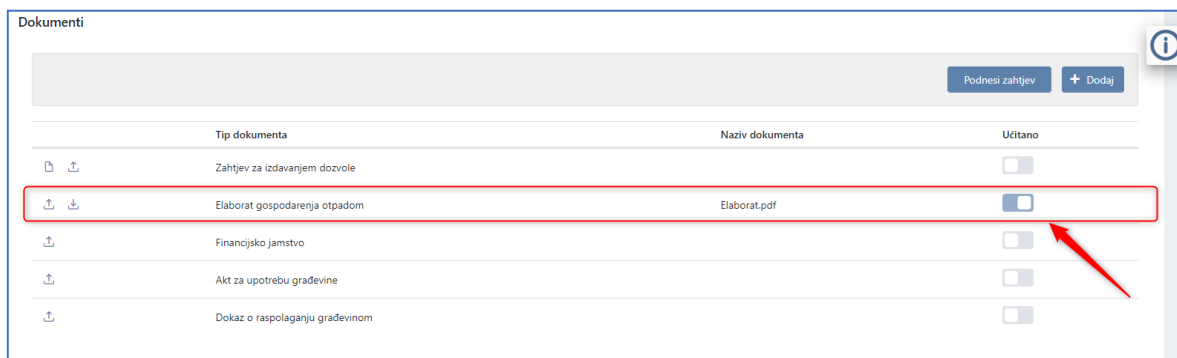 Dokumenti
Podnesi zahtjev + Dodaj
Tip dokumenta Naziv dokumenta Učitano
Zahtjev za izdavanjem dozvole
Elaborat gospodarenja otpadom Elaborat.pdf
Financijsko jamstvo
Akt za upotrebu građevine
Dokaz o raspolaganju građevinom